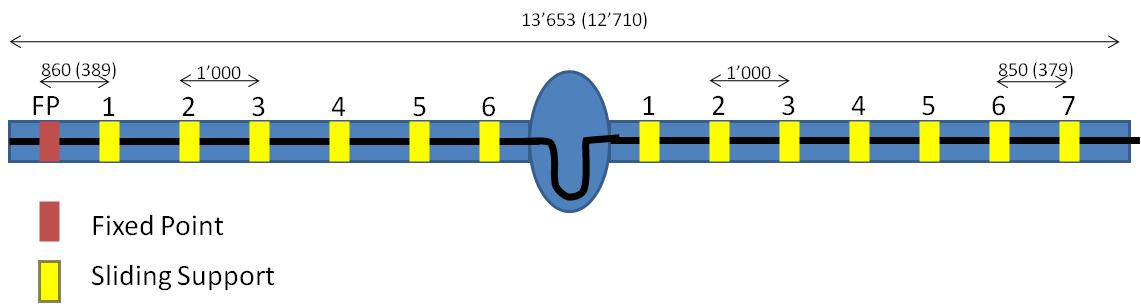 13’653 (12’710)
860 (389) 1’000 1’000 850 (379)
FP 1 2 3 4 5 6 1 2 3 4 5 6 7
Fixed Point
Sliding Support